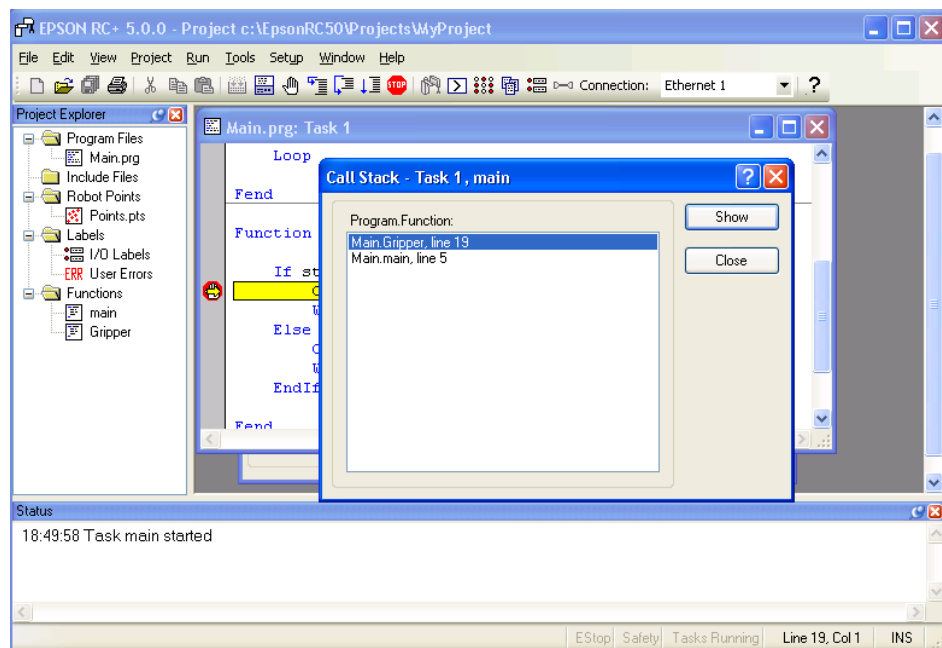 EPSON RC+ 5.0.0 - Project c:\EpsonRC50\Projects\MyProject
File Edit View Project Run Tools Setup Window Help
STOP Connection: Ethernet 1 ?
Project Explorer
Program Files
Main.prg
Include Files
Robot Points
Points.pts
Labels
I/O Labels
ERR User Errors
Functions
main
Gripper
Main.prg: Task 1
Loop
Fend
Function
If st
Else
EndIf
Fend
Call Stack - Task 1, main
Program.Function:
Main.Gripper, line 19
Main.main, line 5
Show
Close
Status
18:49:58 Task main started
EStop Safety Tasks Running Line 19, Col 1 INS